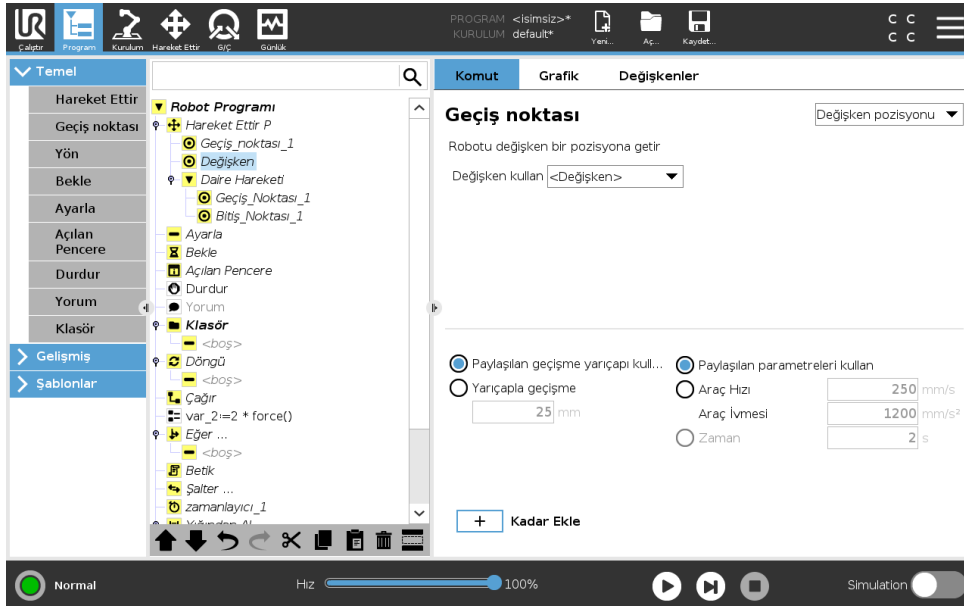 PROGRAM <isimsiz>*
KURULUM default*
Çalıştır
Program
Kurulum
Hareket Ettir
G/Ç
Günlük
Yeni...
Aç...
Kaydet...
C C
C C
Temel
Hareket Ettir
Geçiş noktası
Yön
Bekle
Ayarla
Açılan
Pencere
Durdur
Yorum
Klasör
Gelişmiş
Şablonlar
Robot Programı
Hareket Ettir P
Geçiş_noktası_1
Değişken
Daire Hareketi
Geçiş_Noktası_1
Bitiş_Noktası_1
Ayarla
Bekle
Açılan Pencere
Durdur
Yorum
Klasör
<boş>
Döngü
<boş>
Çağır
var_2:=2 * force()
Eğer ...
<boş>
Betik
Şalter ...
zamanlayıcı_1
Komut
Grafik
Değişkenler
Geçiş noktası
Değişken pozisyonu
Robotu değişken bir pozisyona getir
Değişken kullan <Değişken>
Paylaşılan geçişme yarıçapı kull...
Yarıçapla geçişme
25 mm
Paylaşılan parametreleri kullan
Araç Hızı 250 mm/s
Araç İvmesi 1200 mm/s²
Zaman 2 s
+ Kadar Ekle
Normal
Hız
100%
Simulation